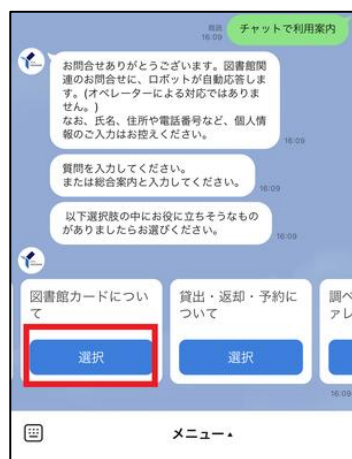 既読
16:09
チャットで利用案内
お問合せありがとうございます。図書館関
連のお問合せに、ロボットが自動応答しま
す。(オペレーターによる対応ではありま
せん。)
なお、氏名、住所や電話番号など、個人情
報のご入力はお控えください。
16:09
質問を入力してください。
または総合案内と入力してください。
16:09
以下選択肢の中にお役に立ちそうなもの
がありましたらお選びください。
16:09
図書館カードについ
て
選択
貸出・返却・予約に
ついて
選択
調べ
ァレ
16:09
メニュー